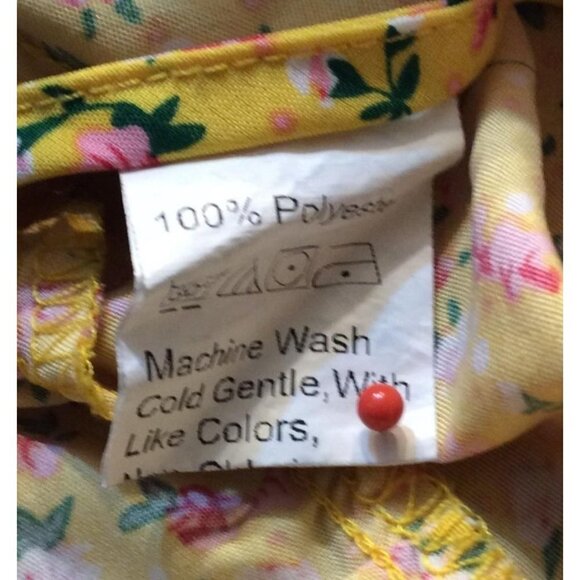 100% Polyester
Machine Wash
Cold Gentle, With
Like Colors,